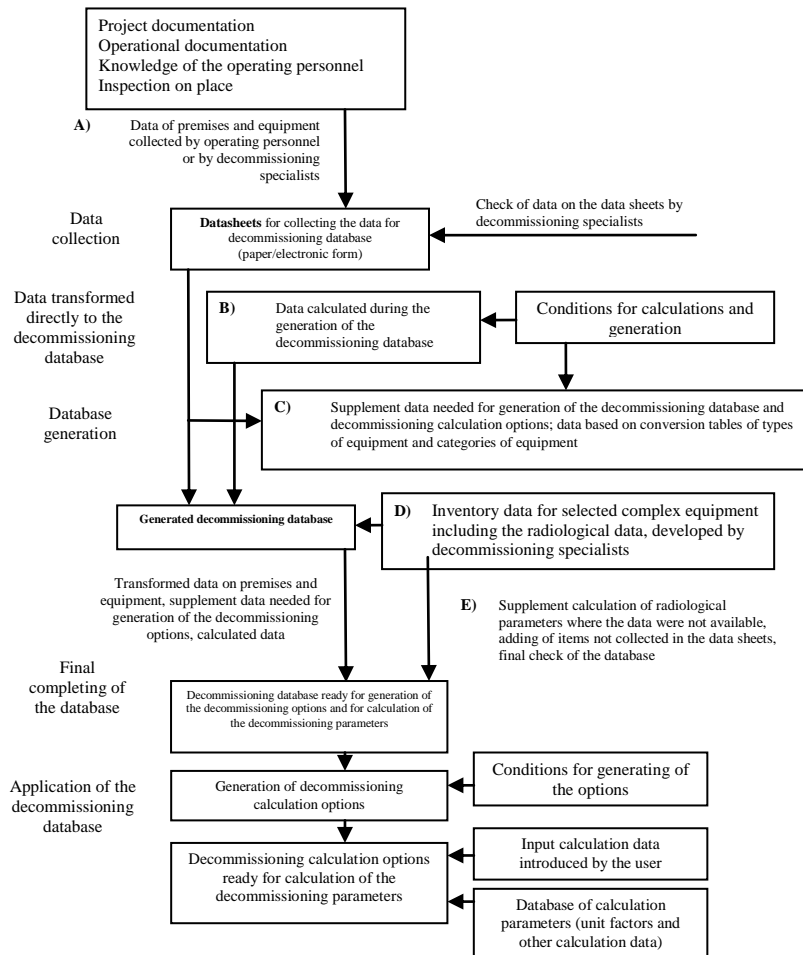 Project documentation
Operational documentation
Knowledge of the operating personnel
Inspection on place
A) Data of premises and equipment
collected by operating personnel
or by decommissioning
specialists
Check of data on the data sheets by
decommissioning specialists
Data
collection
Datasheets for collecting the data for
decommissioning database
(paper/electronic form)
Data transformed
directly to the
decommissioning
database
B) Data calculated during the
generation of the
decommissioning database
Conditions for calculations and
generation
Database
generation
C) Supplement data needed for generation of the decommissioning database and
decommissioning calculation options; data based on conversion tables of types
of equipment and categories of equipment
Generated decommissioning database
D) Inventory data for selected complex equipment
including the radiological data, developed by
decommissioning specialists
Transformed data on premises and
equipment, supplement data needed for
generation of the decommissioning
options, calculated data
E) Supplement calculation of radiological
parameters where the data were not available,
adding of items not collected in the data sheets,
final check of the database
Final
completing of
the database
Decommissioning database ready for generation of
the decommissioning options and for calculation of
the decommissioning parameters
Application of the
decommissioning
database
Generation of decommissioning
calculation options
Conditions for generating of
the options
Decommissioning calculation options
ready for calculation of the
decommissioning parameters
Input calculation data
introduced by the user
Database of calculation
parameters (unit factors and
other calculation data)